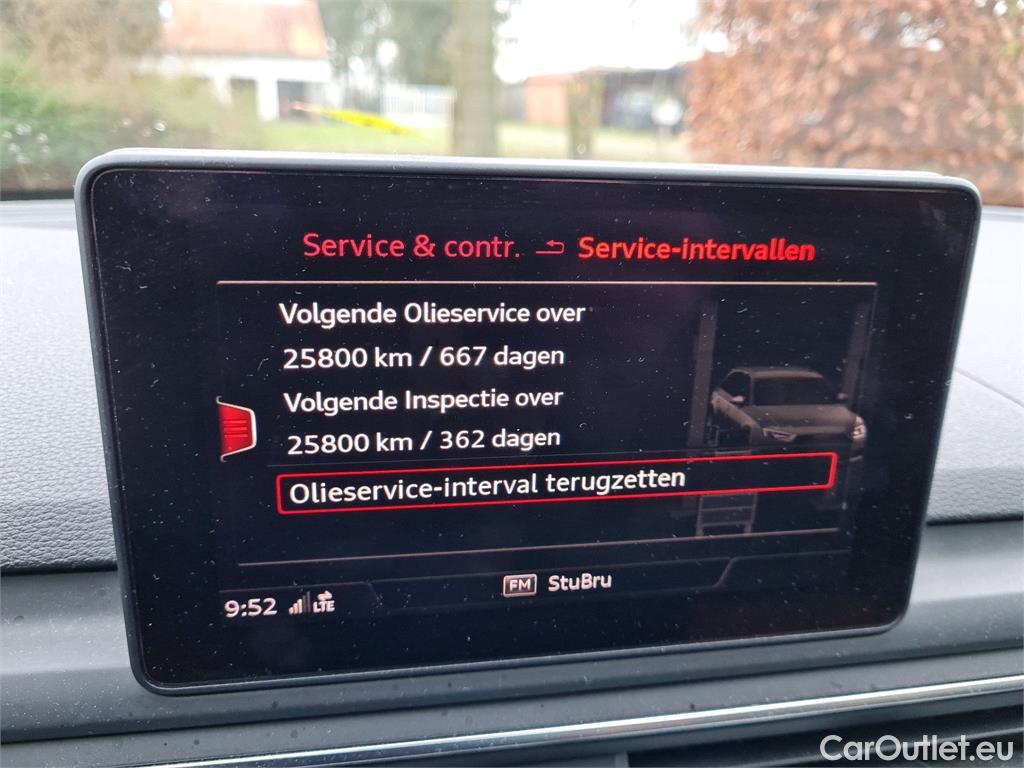 Service & contr. Service-intervallen
Volgende Olieservice over
25800 km / 667 dagen
Volgende Inspectie over
25800 km / 362 dagen
Olieservice-interval terugzetten
FM StuBru
9:52 LTE
CarOutlet.eu